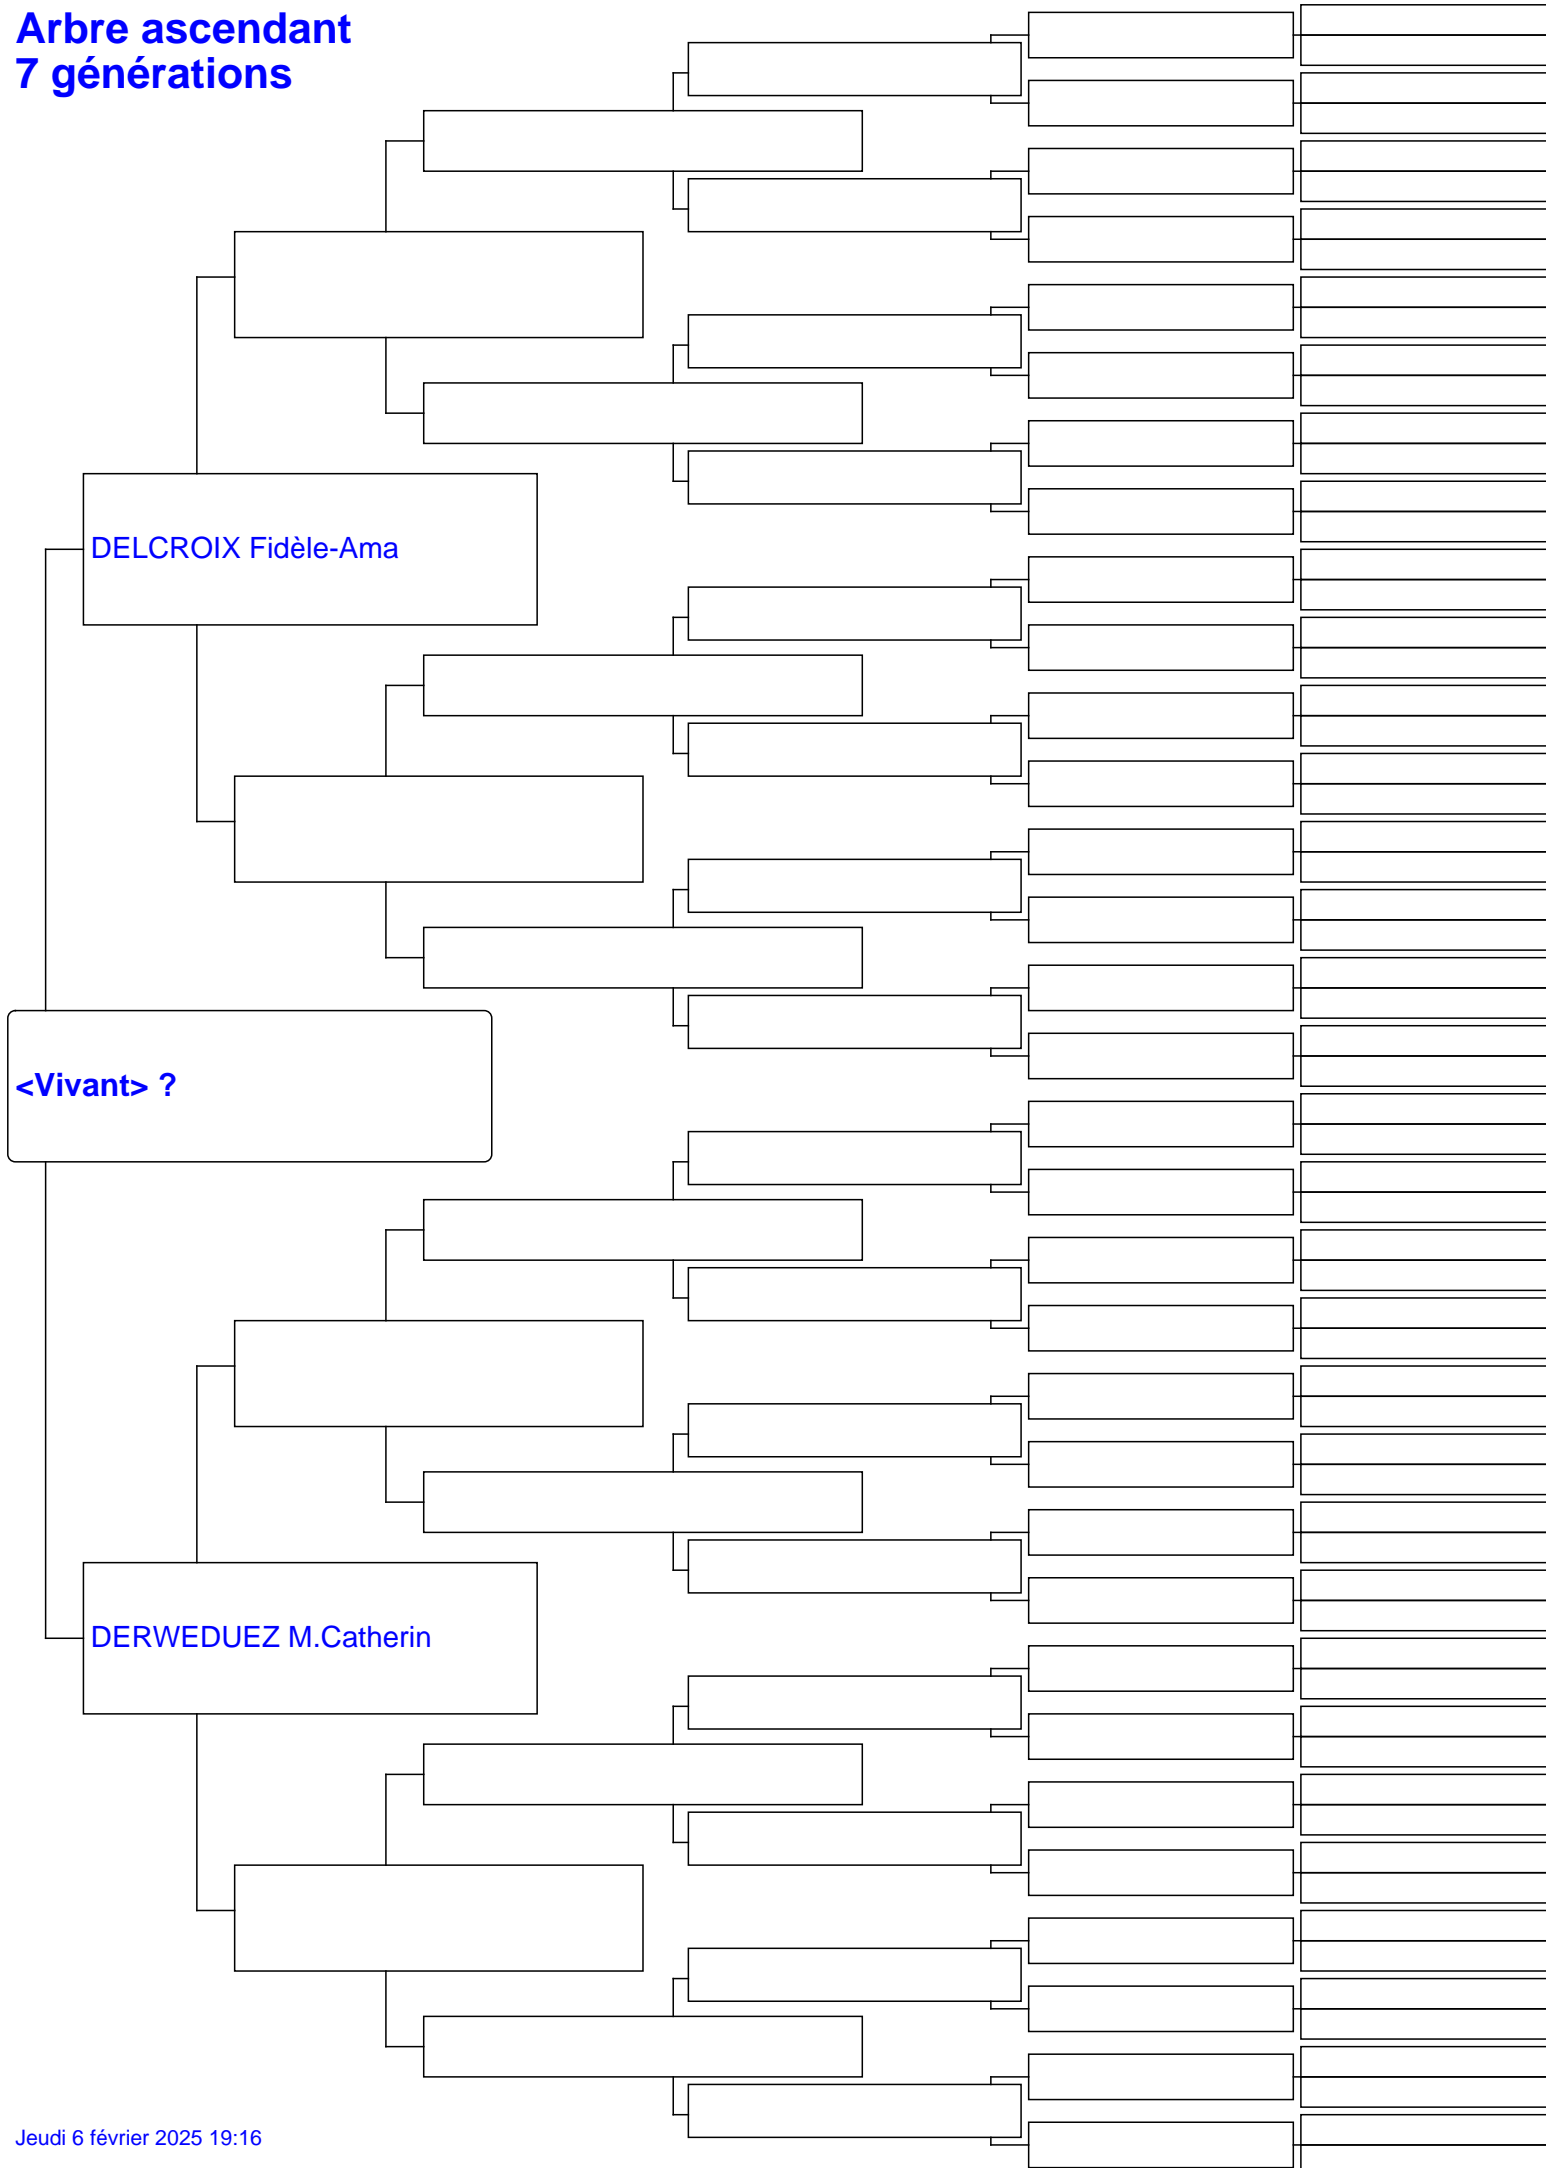 Arbre ascendant
7 générations
DELCROIX Fidèle-Ama
<Vivant> ?
DERWEDUEZ M.Catherin
Jeudi 6 février 2025 19:16